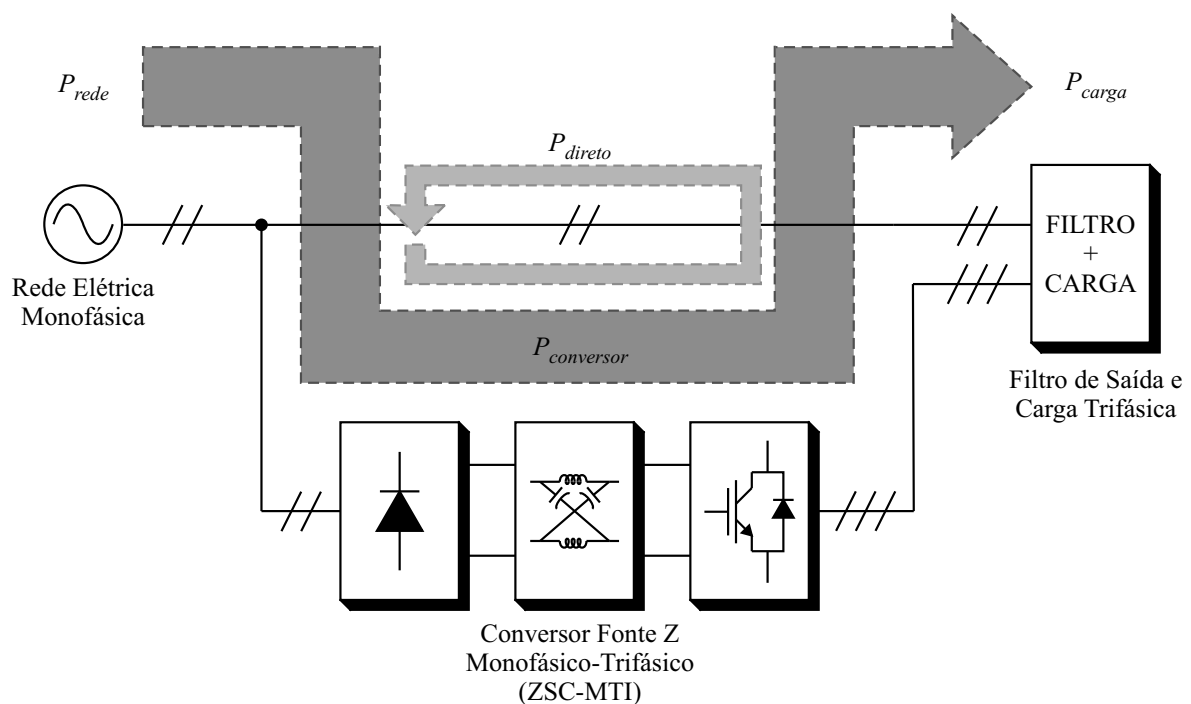 P_rede
P_carga
P_direto
Rede Elétrica
Monofásica
FILTRO
+
CARGA
P_conversor
Filtro de Saída e
Carga Trifásica
Conversor Fonte Z
Monofásico-Trifásico
(ZSC-MTI)